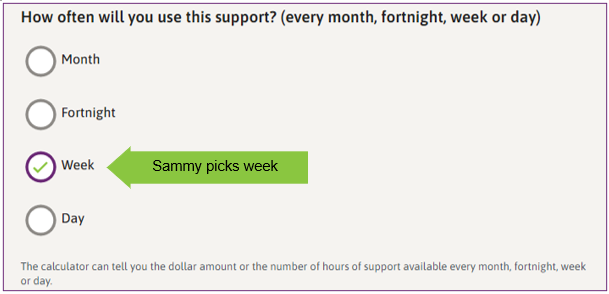 How often will you use this support? (every month, fortnight, week or day)
Month
Fortnight
Week
Sammy picks week
Day
The calculator can tell you the dollar amount or the number of hours of support available every month, fortnight, week
or day.